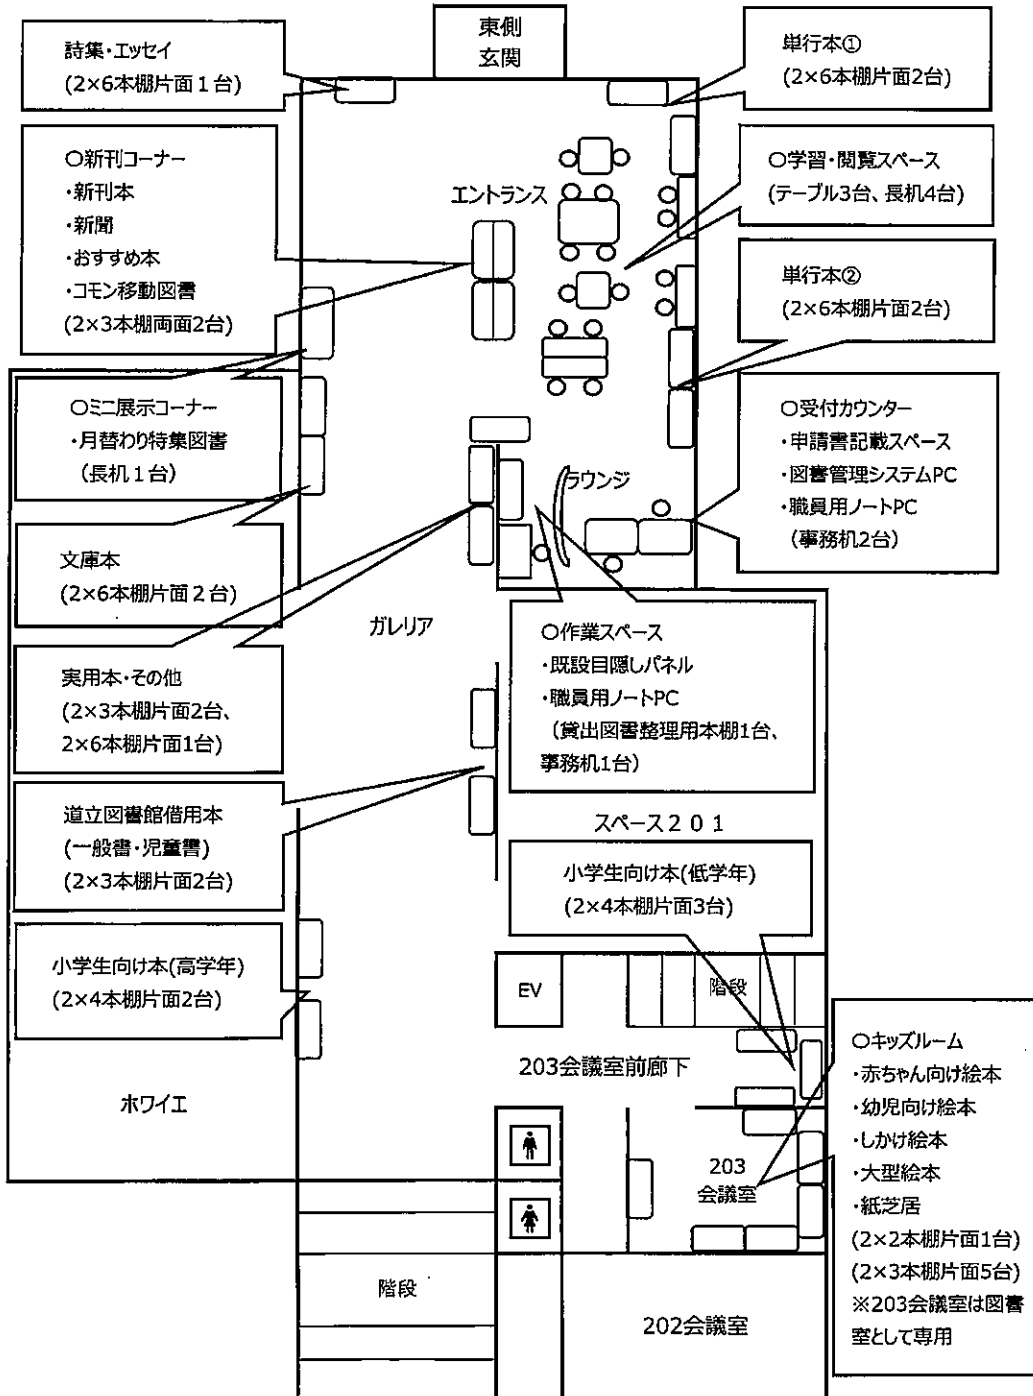 東側
玄関
詩集・エッセイ
(2×6本棚片面1台)
単行本①
(2×6本棚片面2台)
〇新刊コーナー
・新刊本
・新聞
・おすすめ本
・コモン移動図書
(2×3本棚両面2台)
エントランス
〇学習・閲覧スペース
(テーブル3台、長机4台)
単行本②
(2×6本棚片面2台)
〇ミニ展示コーナー
・月替わり特集図書
(長机1台)
〇受付カウンター
・申請書記載スペース
・図書管理システムPC
・職員用ノートPC
(事務机2台)
ラウンジ
文庫本
(2×6本棚片面2台)
ガレリア
〇作業スペース
・既設目隠しパネル
・職員用ノートPC
(貸出図書整理用本棚1台、
事務机1台)
実用本・その他
(2×3本棚片面2台、
2×6本棚片面1台)
道立図書館借用本
(一般書・児童書)
(2×3本棚片面2台)
スペース201
小学生向け本(低学年)
(2×4本棚片面3台)
小学生向け本(高学年)
(2×4本棚片面2台)
EV
階段
203会議室前廊下
ホワイエ
〇キッズルーム
・赤ちゃん向け絵本
・幼児向け絵本
・しかけ絵本
・大型絵本
・紙芝居
(2×2本棚片面1台)
(2×3本棚片面5台)
※203会議室は図書
室として専用
203
会議室
階段
202会議室